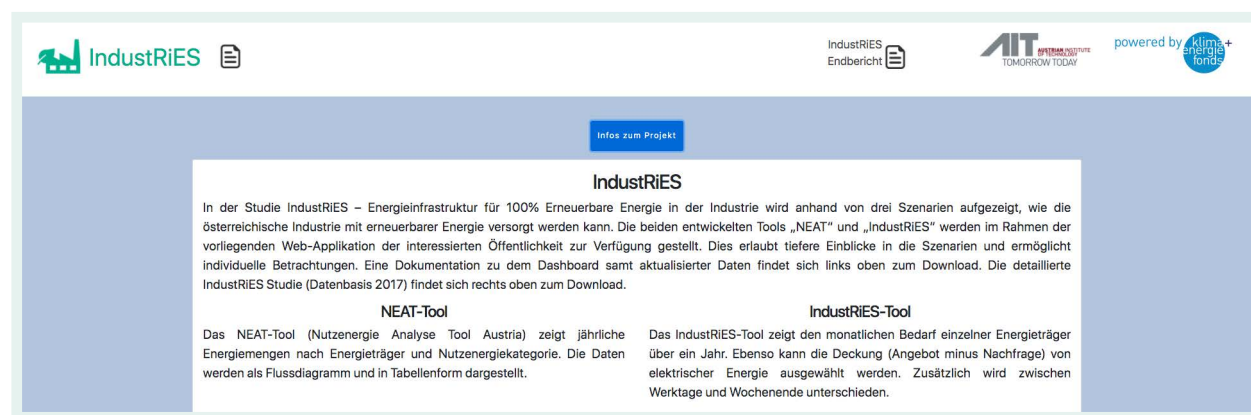 IndustRiES
IndustRiES
Endbericht
AIT
AUSTRIAN INSTITUTE
OF TECHNOLOGY
TOMORROW TODAY
powered by klima+
energie
fonds
Infos zum Projekt
IndustRiES
In der Studie IndustRiES – Energieinfrastruktur für 100% Erneuerbare Energie in der Industrie wird anhand von drei Szenarien aufgezeigt, wie die
österreichische Industrie mit erneuerbarer Energie versorgt werden kann. Die beiden entwickelten Tools „NEAT“ und „IndustRiES“ werden im Rahmen der
vorliegenden Web-Applikation der interessierten Öffentlichkeit zur Verfügung gestellt. Dies erlaubt tiefere Einblicke in die Szenarien und ermöglicht
individuelle Betrachtungen. Eine Dokumentation zu dem Dashboard samt aktualisierter Daten findet sich links oben zum Download. Die detaillierte
IndustRiES Studie (Datenbasis 2017) findet sich rechts oben zum Download.
NEAT-Tool
Das NEAT-Tool (Nutzenergie Analyse Tool Austria) zeigt jährliche
Energiemengen nach Energieträger und Nutzenergiekategorie. Die Daten
werden als Flussdiagramm und in Tabellenform dargestellt.
IndustRiES-Tool
Das IndustRiES-Tool zeigt den monatlichen Bedarf einzelner Energieträger
über ein Jahr. Ebenso kann die Deckung (Angebot minus Nachfrage) von
elektrischer Energie ausgewählt werden. Zusätzlich wird zwischen
Werktage und Wochenende unterschieden.